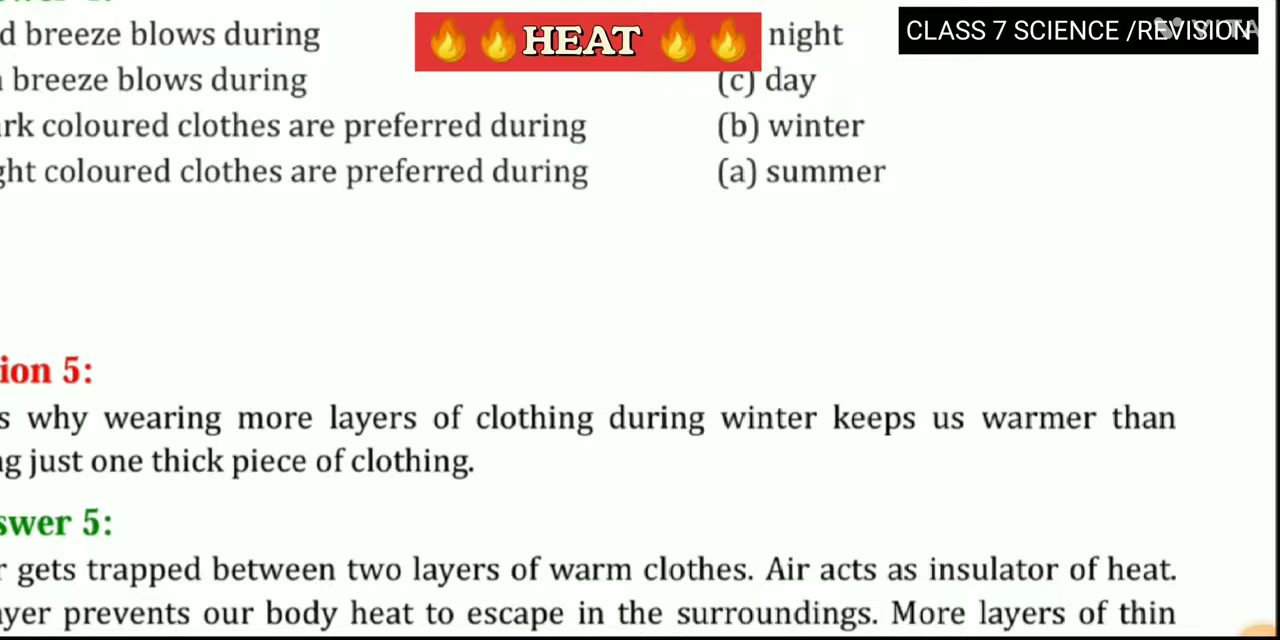 d breeze blows during night
breeze blows during (c) day
rk coloured clothes are preferred during (b) winter
ght coloured clothes are preferred during (a) summer
🔥🔥HEAT🔥🔥
CLASS 7 SCIENCE /REVISION
ion 5:
s why wearing more layers of clothing during winter keeps us warmer than
g just one thick piece of clothing.
swer 5:
r gets trapped between two layers of warm clothes. Air acts as insulator of heat.
yer prevents our body heat to escape in the surroundings. More layers of thin